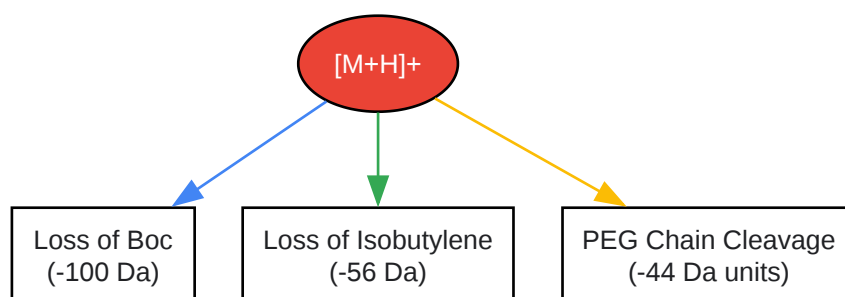 [M+H]+
Loss of Boc
(-100 Da)
Loss of Isobutylene
(-56 Da)
PEG Chain Cleavage
(-44 Da units)